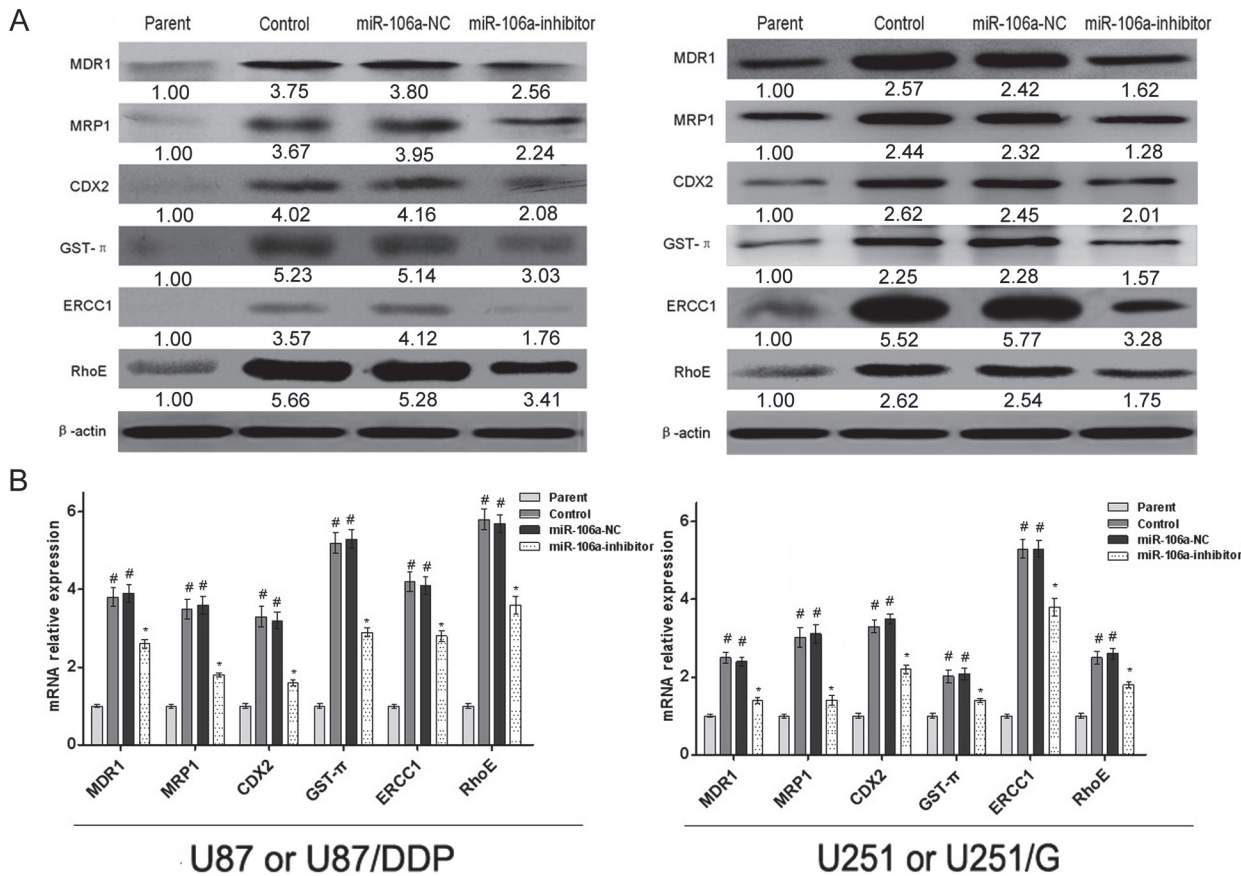 A
Parent Control miR-106a-NC miR-106a-inhibitor
MDR1
1.00 3.75 3.80 2.56
MRP1
1.00 3.67 3.95 2.24
CDX2
1.00 4.02 4.16 2.08
GST-π
1.00 5.23 5.14 3.03
ERCC1
1.00 3.57 4.12 1.76
RhoE
1.00 5.66 5.28 3.41
β-actin
Parent Control miR-106a-NC miR-106a-inhibitor
MDR1
1.00 2.57 2.42 1.62
MRP1
1.00 2.44 2.32 1.28
CDX2
1.00 2.62 2.45 2.01
GST-π
1.00 2.25 2.28 1.57
ERCC1
1.00 5.52 5.77 3.28
RhoE
1.00 2.62 2.54 1.75
β-actin
B
mRNA relative expression
6
4
2
0
# # * # # * # # * # # * # # * # # *
Parent
Control
miR-106a-NC
miR-106a-inhibitor
MDR1 MRP1 CDX2 GST-π ERCC1 RhoE
U87 or U87/DDP
mRNA relative expression
6
4
2
0
# # * # # * # # * # # * # # * # # *
Parent
Control
miR-106a-NC
miR-106a-inhibitor
MDR1 MRP1 CDX2 GST-π ERCC1 RhoE
U251 or U251/G